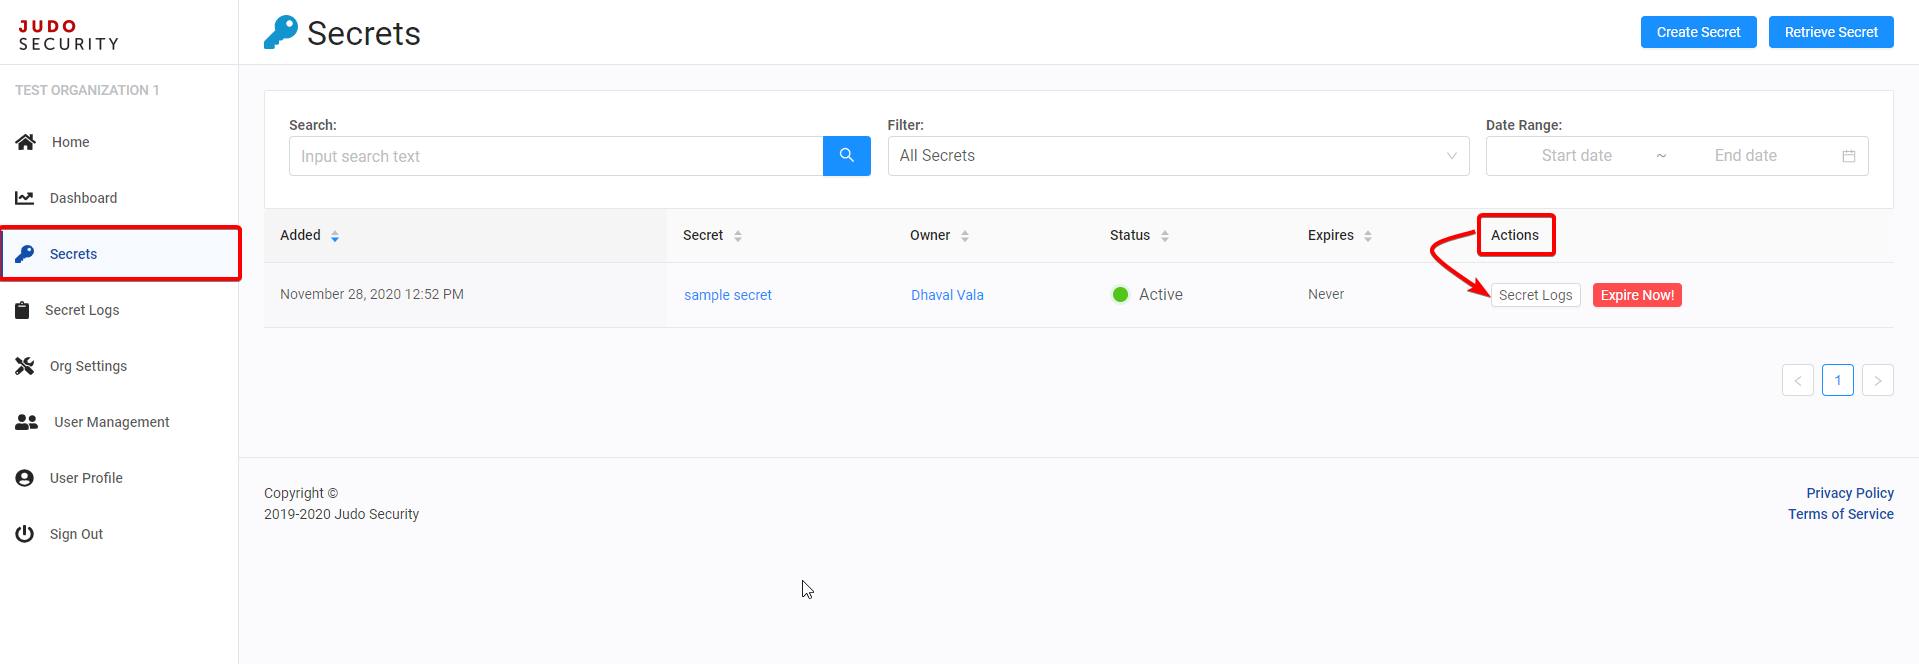 JUDO
SECURITY
Secrets
Create Secret
Retrieve Secret
TEST ORGANIZATION 1
Home
Dashboard
Secrets
Secret Logs
Org Settings
User Management
User Profile
Sign Out
Search:
Filter:
Date Range:
Input search text
All Secrets
Start date ~ End date
Added Secret Owner Status Expires Actions
November 28, 2020 12:52 PM sample secret Dhaval Vala Active Never Secret Logs Expire Now!
< 1 >
Copyright ©
2019-2020 Judo Security
Privacy Policy
Terms of Service